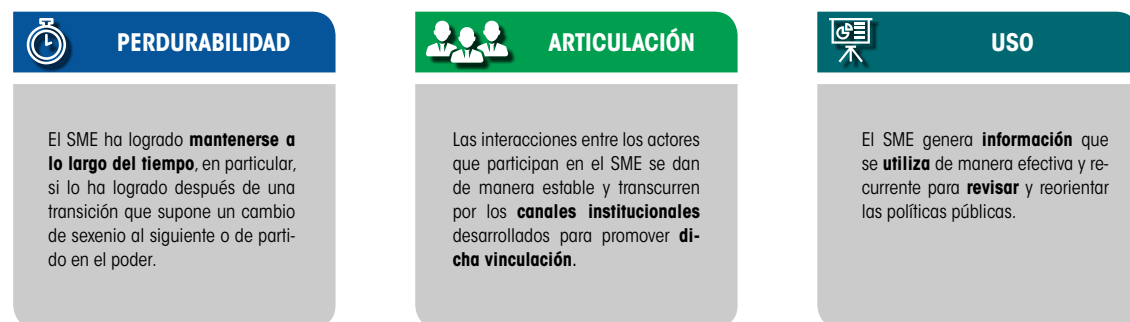 PERDURABILIDAD
El SME ha logrado mantenerse a
lo largo del tiempo, en particular,
si lo ha logrado después de una
transición que supone un cambio
de sexenio al siguiente o de parti-
do en el poder.
ARTICULACIÓN
Las interacciones entre los actores
que participan en el SME se dan
de manera estable y transcurren
por los canales institucionales
desarrollados para promover di-
cha vinculación.
USO
El SME genera información que
se utiliza de manera efectiva y re-
currente para revisar y reorientar
las políticas públicas.